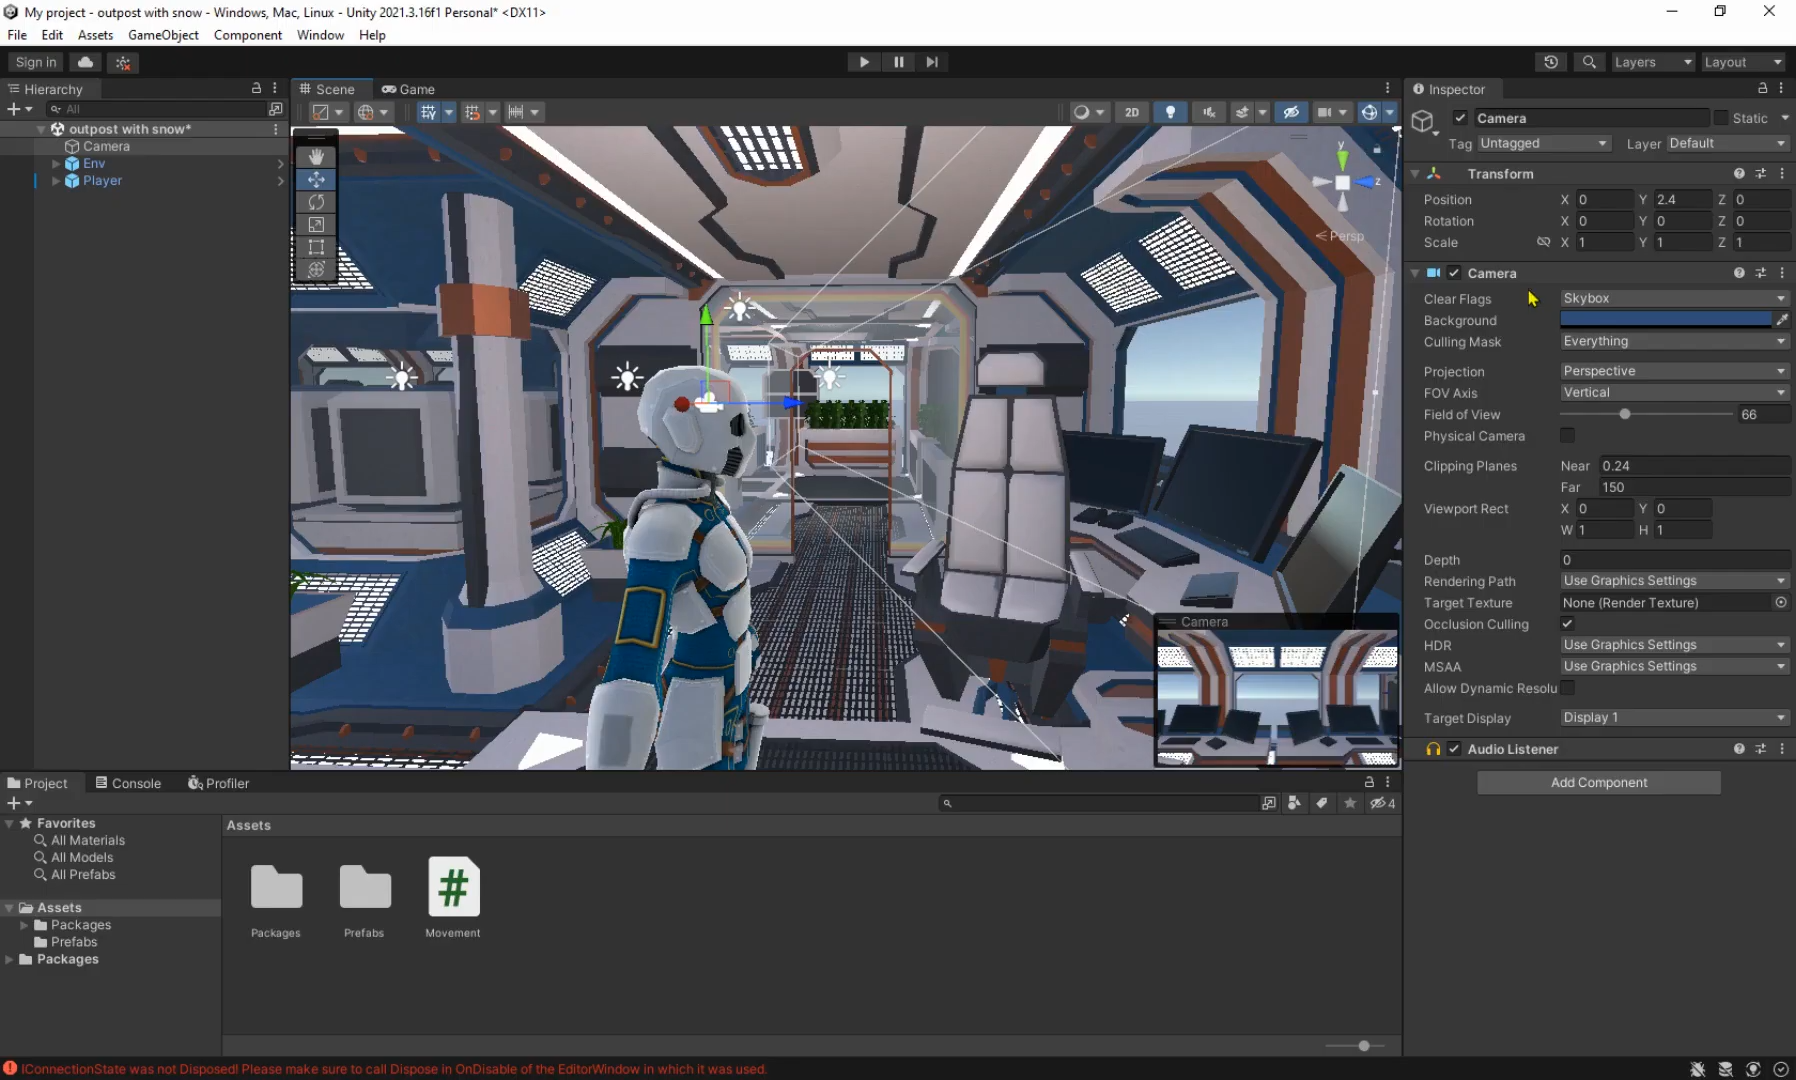 My project - outpost with snow - Windows, Mac, Linux - Unity 2021.3.16f1 Personal* <DX11>
File Edit Assets GameObject Component Window Help
Sign in
Layers
Layout
Hierarchy
All
outpost with snow*
Camera
Env
Player
Scene
Game
2D
y
z
Persp
Camera
Inspector
Camera
Static
Tag Untagged
Layer Default
Transform
Position X 0 Y 2.4 Z 0
Rotation X 0 Y 0 Z 0
Scale X 1 Y 1 Z 1
Camera
Clear Flags Skybox
Background
Culling Mask Everything
Projection Perspective
FOV Axis Vertical
Field of View 66
Physical Camera
Clipping Planes Near 0.24
Far 150
Viewport Rect X 0 Y 0
W 1 H 1
Depth 0
Rendering Path Use Graphics Settings
Target Texture None (Render Texture)
Occlusion Culling
HDR Use Graphics Settings
MSAA Use Graphics Settings
Allow Dynamic Resolu
Target Display Display 1
Audio Listener
Add Component
Project
Console
Profiler
4
Favorites
All Materials
All Models
All Prefabs
Assets
Packages
Prefabs
Packages
Assets
Packages
Prefabs
#
Movement
IConnectionState was not Disposed! Please make sure to call Dispose in OnDisable of the EditorWindow in which it was used.